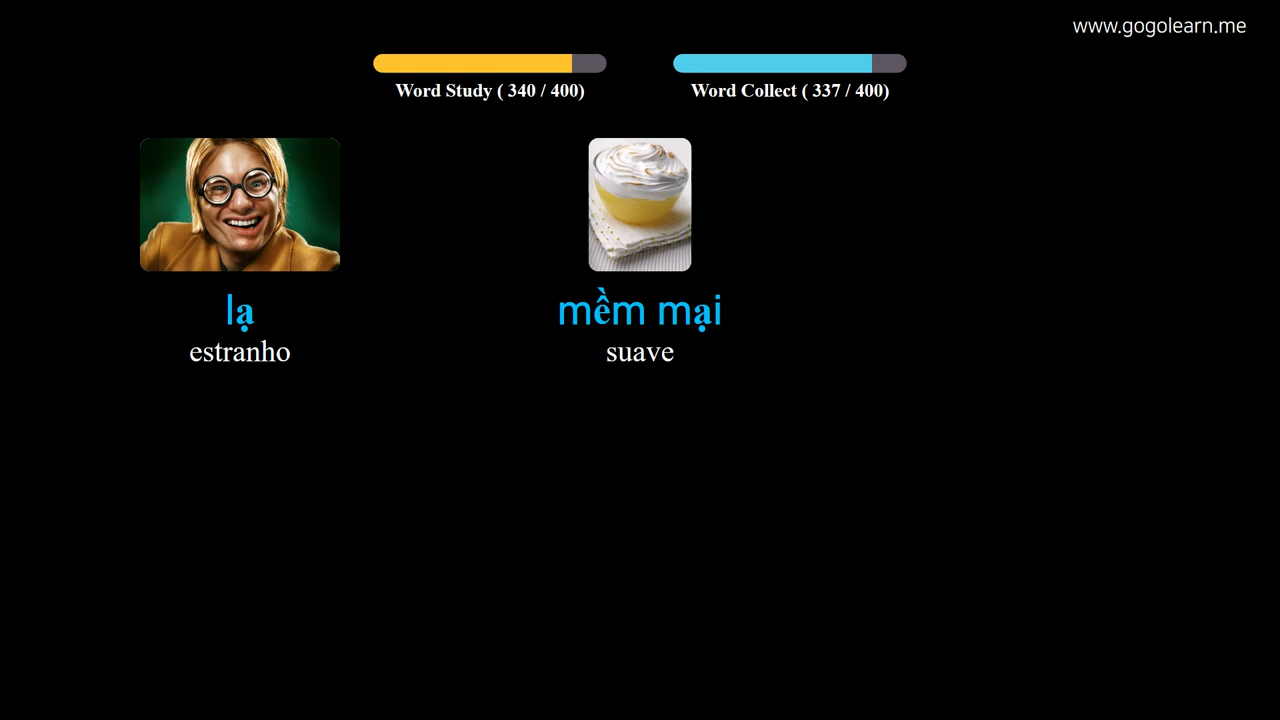 www.gogolearn.me
Word Study ( 340 / 400)
Word Collect ( 337 / 400)
lạ
estranho
mềm mại
suave